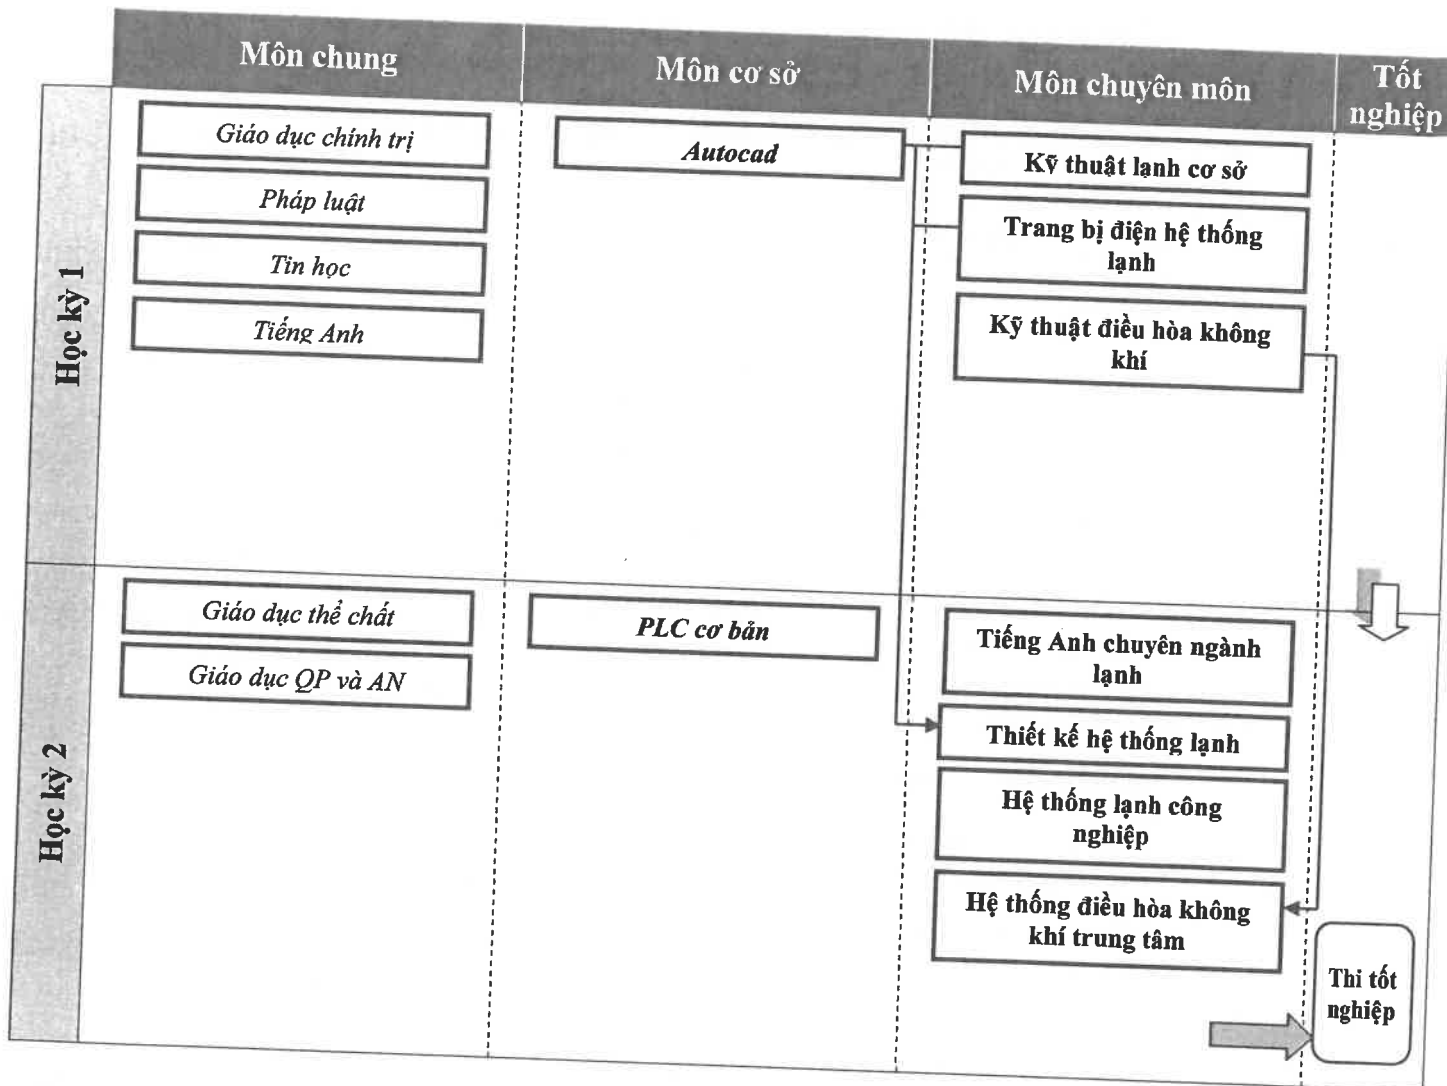 Môn chung
Môn cơ sở
Môn chuyên môn
Tốt
nghiệp
Học kỳ 1
Giáo dục chính trị
Pháp luật
Tin học
Tiếng Anh
Autocad
Kỹ thuật lạnh cơ sở
Trang bị điện hệ thống
lạnh
Kỹ thuật điều hòa không
khí
Học kỳ 2
Giáo dục thể chất
Giáo dục QP và AN
PLC cơ bản
Tiếng Anh chuyên ngành
lạnh
Thiết kế hệ thống lạnh
Hệ thống lạnh công
nghiệp
Hệ thống điều hòa không
khí trung tâm
Thi tốt
nghiệp